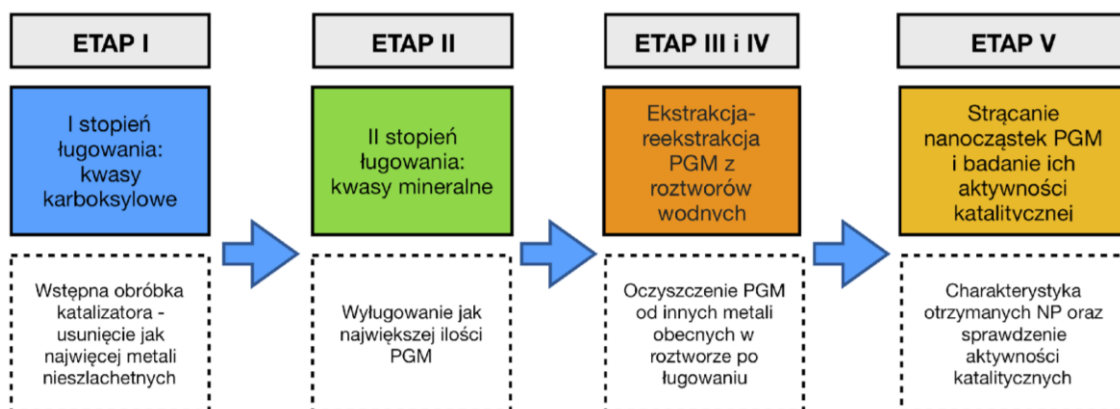 ETAP I
ETAP II
ETAP III i IV
ETAP V
I stopień
ługowania:
kwasy
karboksylowe
II stopień
ługowania:
kwasy mineralne
Ekstrakcja-
reekstrakcja
PGM z
roztworów
wodnych
Strącanie
nanocząstek PGM
i badanie ich
aktywności
katalitycznej
Wstępna obróbka
katalizatora -
usunięcie jak
najwięcej metali
nieszlachetnych
Wyługowanie jak
największej ilości
PGM
Oczyszczenie PGM
od innych metali
obecnych w
roztworze po
ługowaniu
Charakterystyka
otrzymanych NP oraz
sprawdzenie
aktywności
katalitycznych